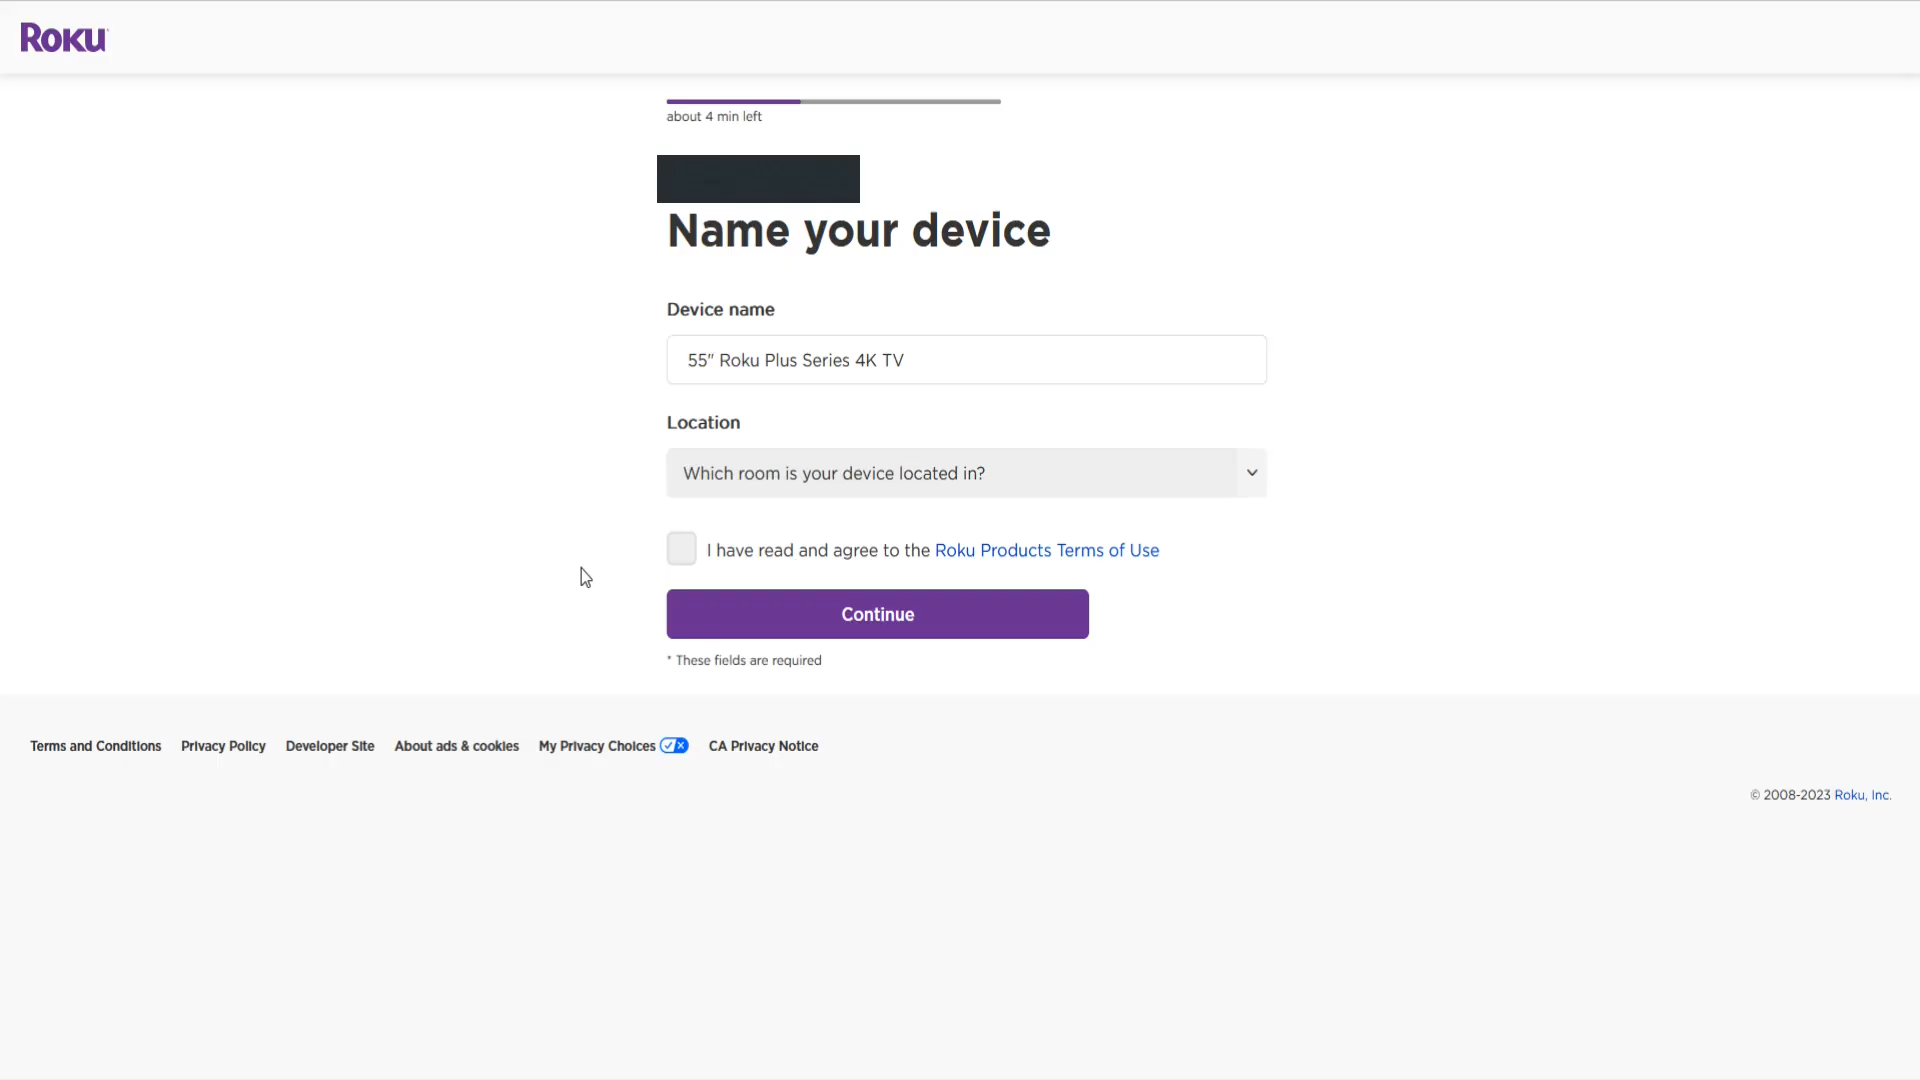 Roku
about 4 min left
Name your device
Device name
55" Roku Plus Series 4K TV
Location
Which room is your device located in?
I have read and agree to the Roku Products Terms of Use
Continue
* These fields are required
Terms and Conditions Privacy Policy Developer Site About ads & cookies My Privacy Choices CA Privacy Notice
© 2008-2023 Roku, Inc.